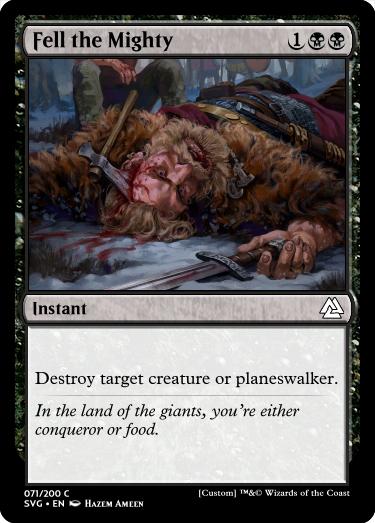 Fell the Mighty 1
Instant
Destroy target creature or planeswalker.
In the land of the giants, you're either
conqueror or food.
071/200 C
SVG • EN Hazem Ameen
[Custom] ™&© Wizards of the Coast